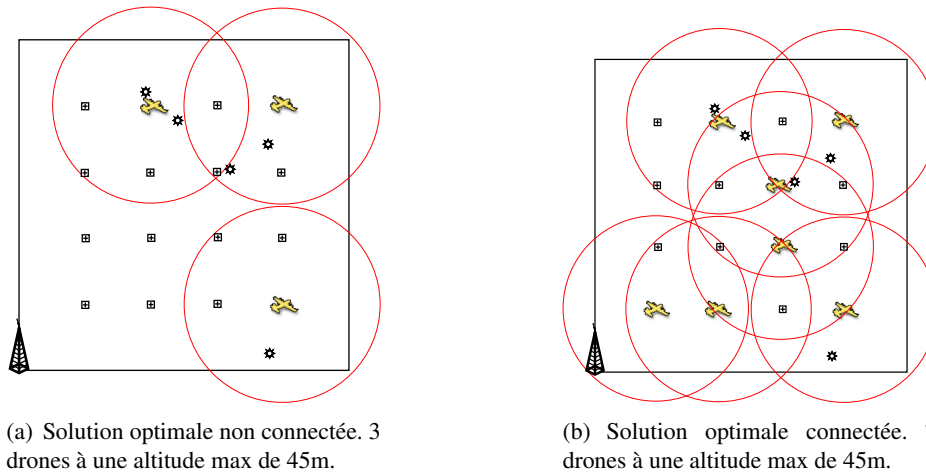 (a) Solution optimale non connectée. 3
drones à une altitude max de 45m.
(b) Solution optimale connectée.
drones à une altitude max de 45m.